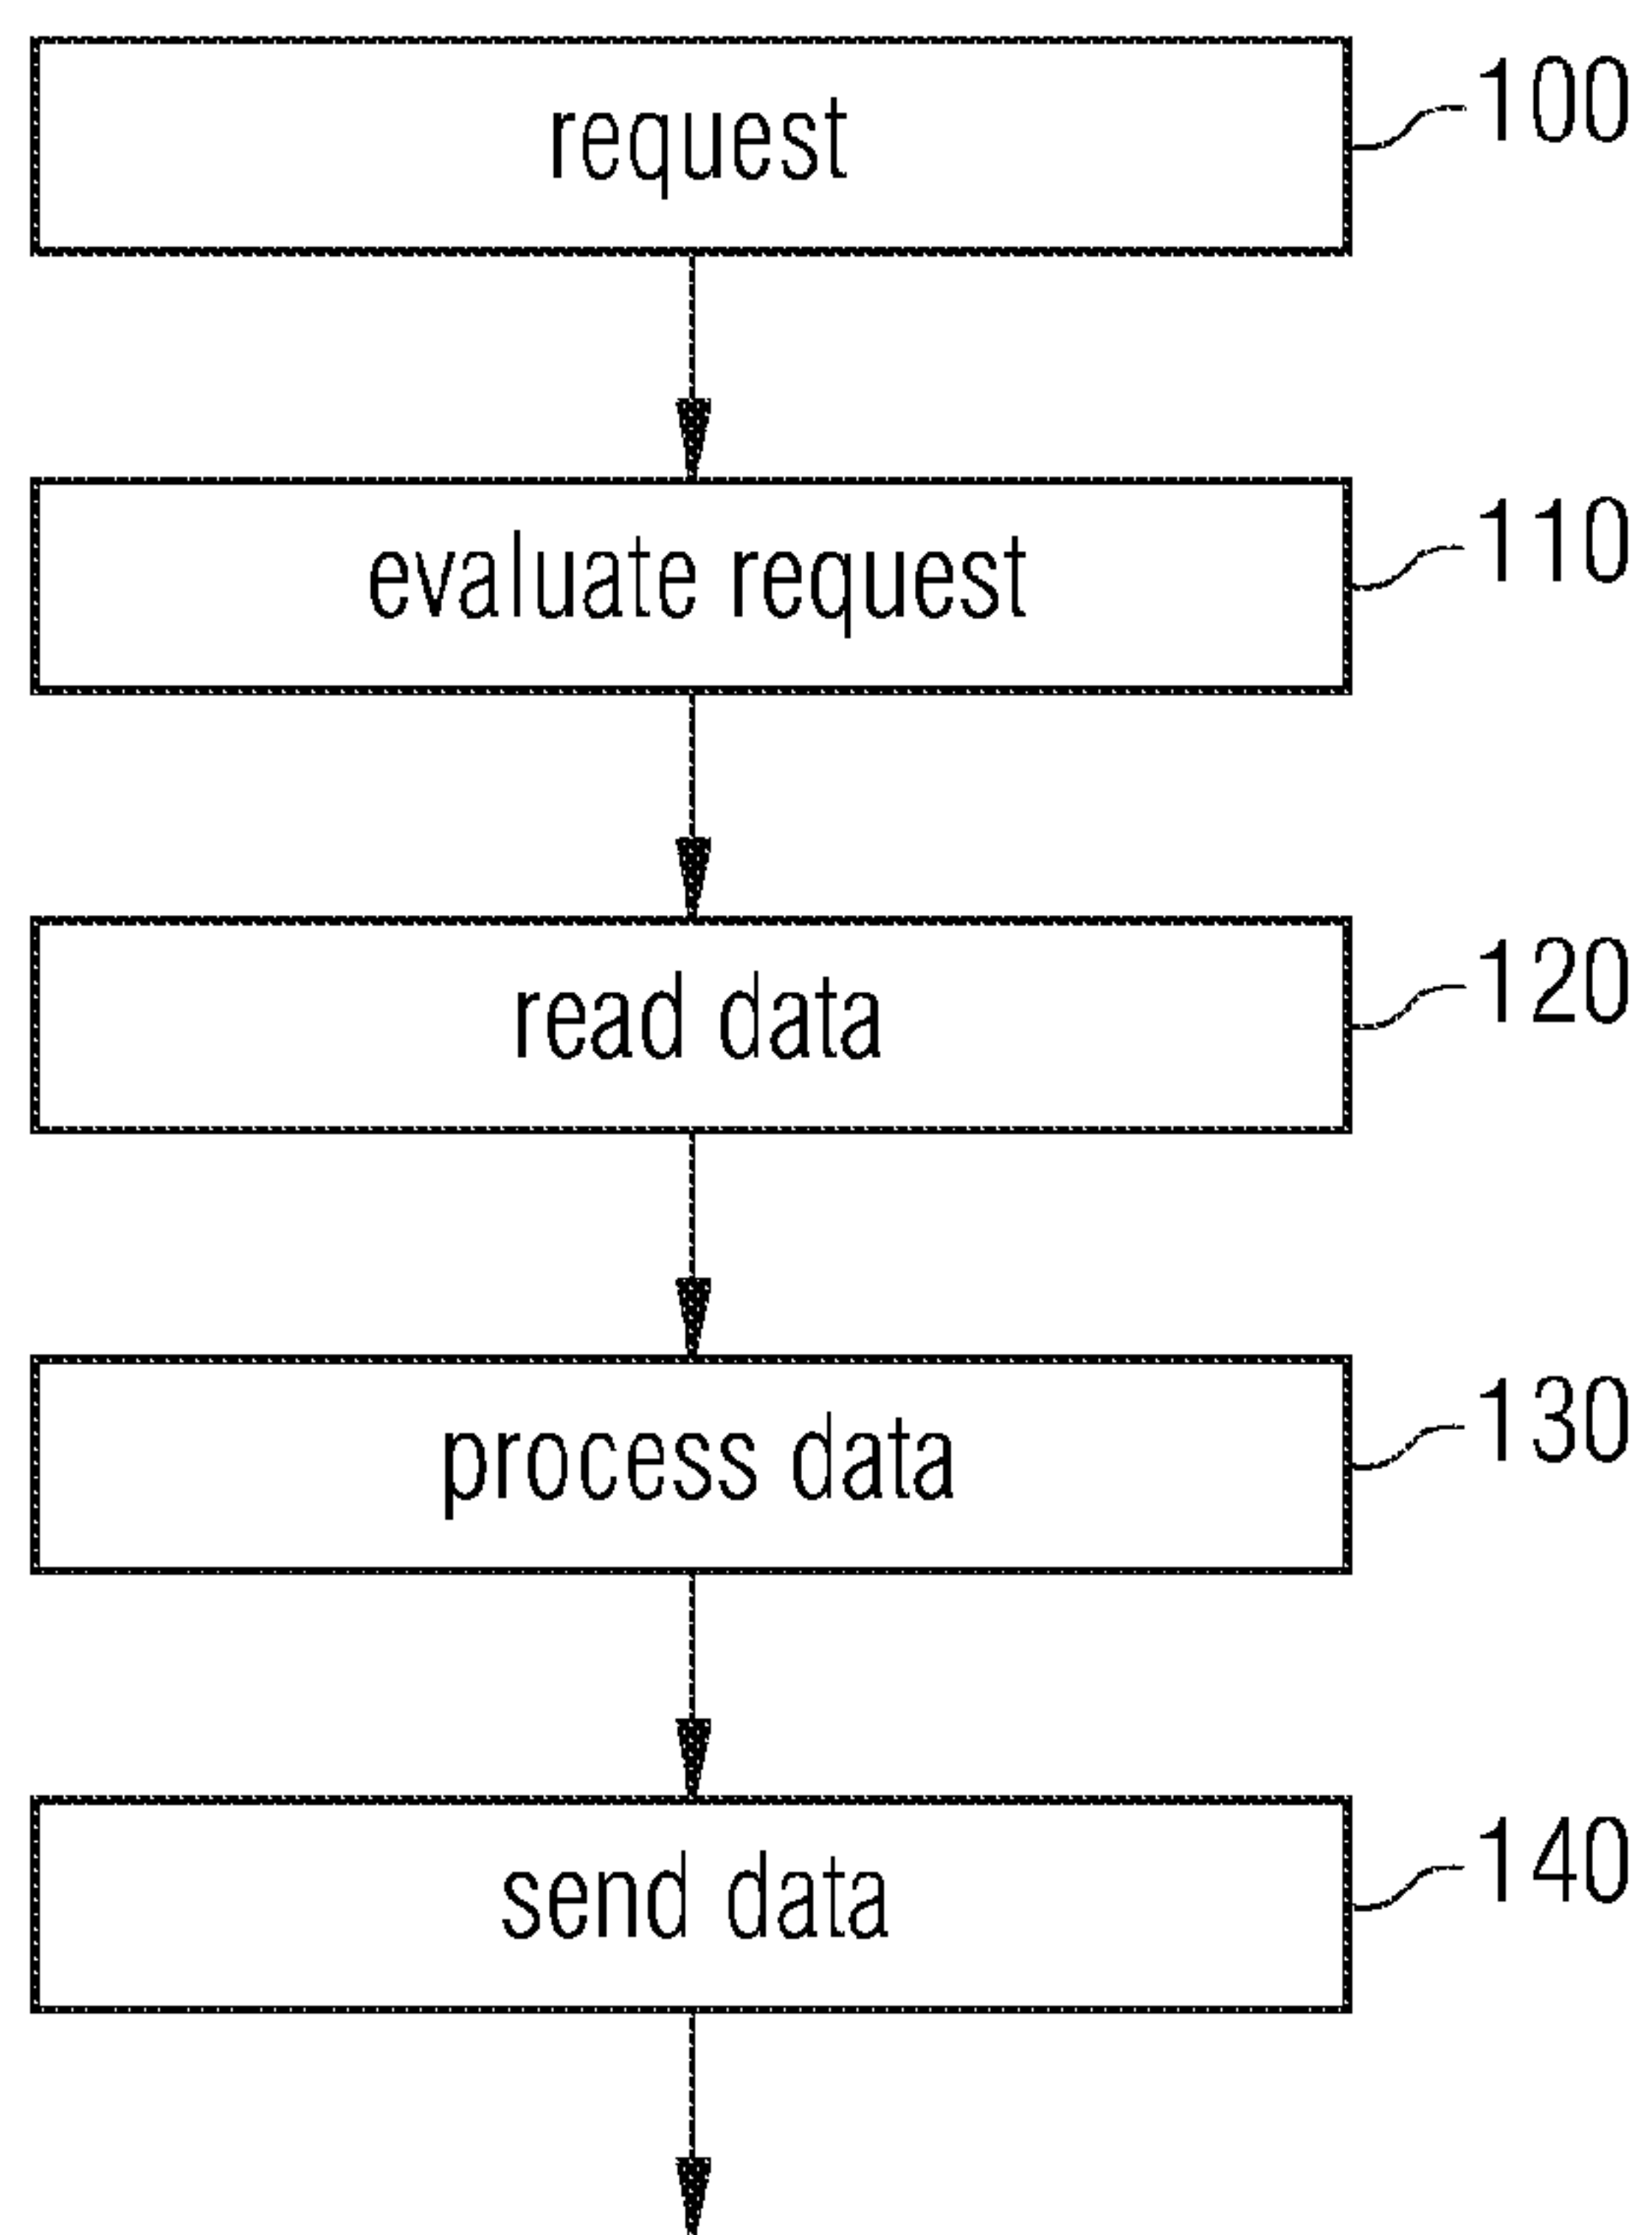 request
100
evaluate request
110
read data
120
process data
130
send data
140